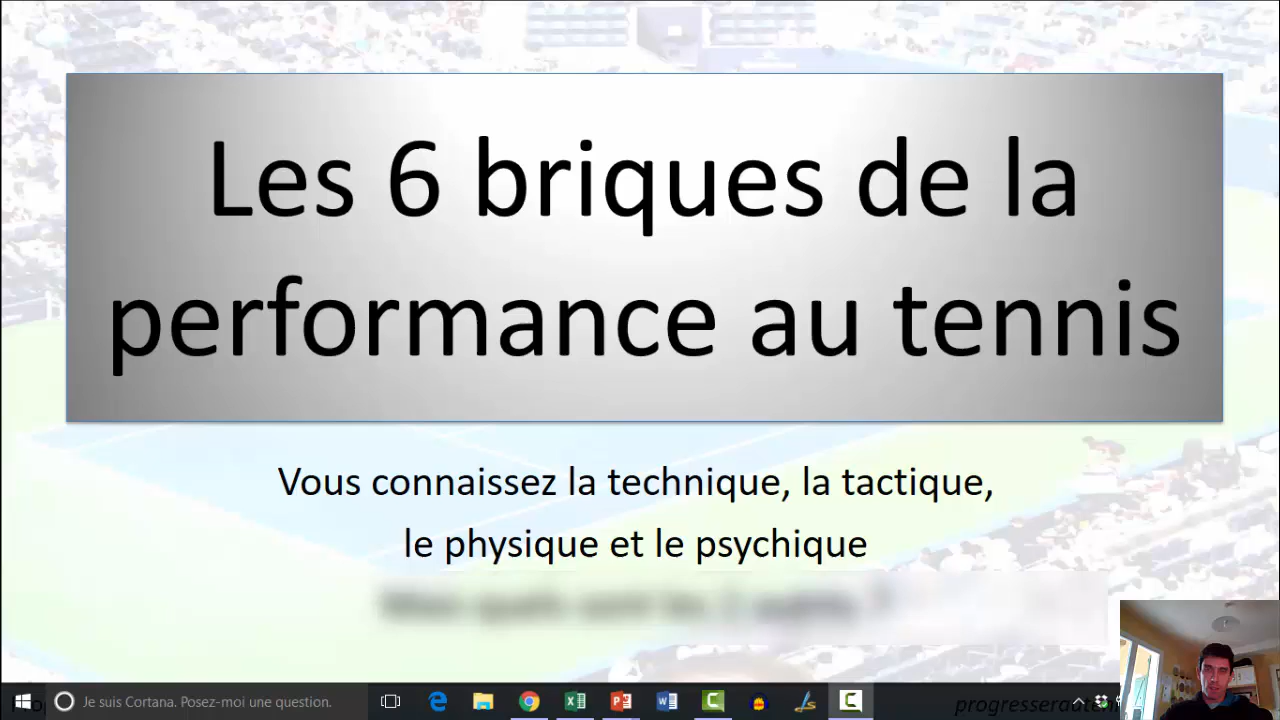 Les 6 briques de la
performance au tennis
Vous connaissez la technique, la tactique,
le physique et le psychique
Je suis Cortana. Posez-moi une question.